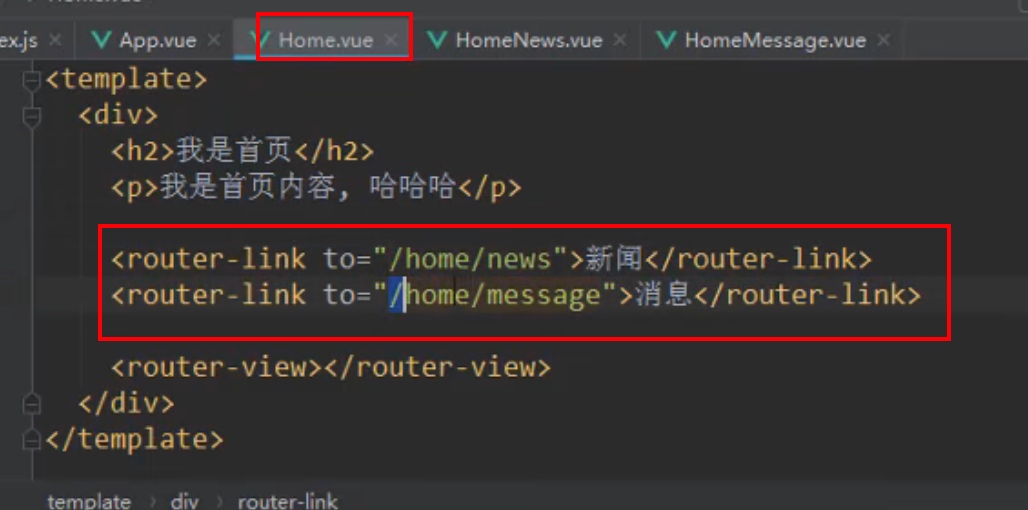 ex.js App.vue Home.vue HomeNews.vue HomeMessage.vue
<template>
<div>
<h2>我是首页</h2>
<p>我是首页内容, 哈哈哈</p>
<router-link to="/home/news">新闻</router-link>
<router-link to="/home/message">消息</router-link>
<router-view></router-view>
</div>
</template>
template > div > router-link